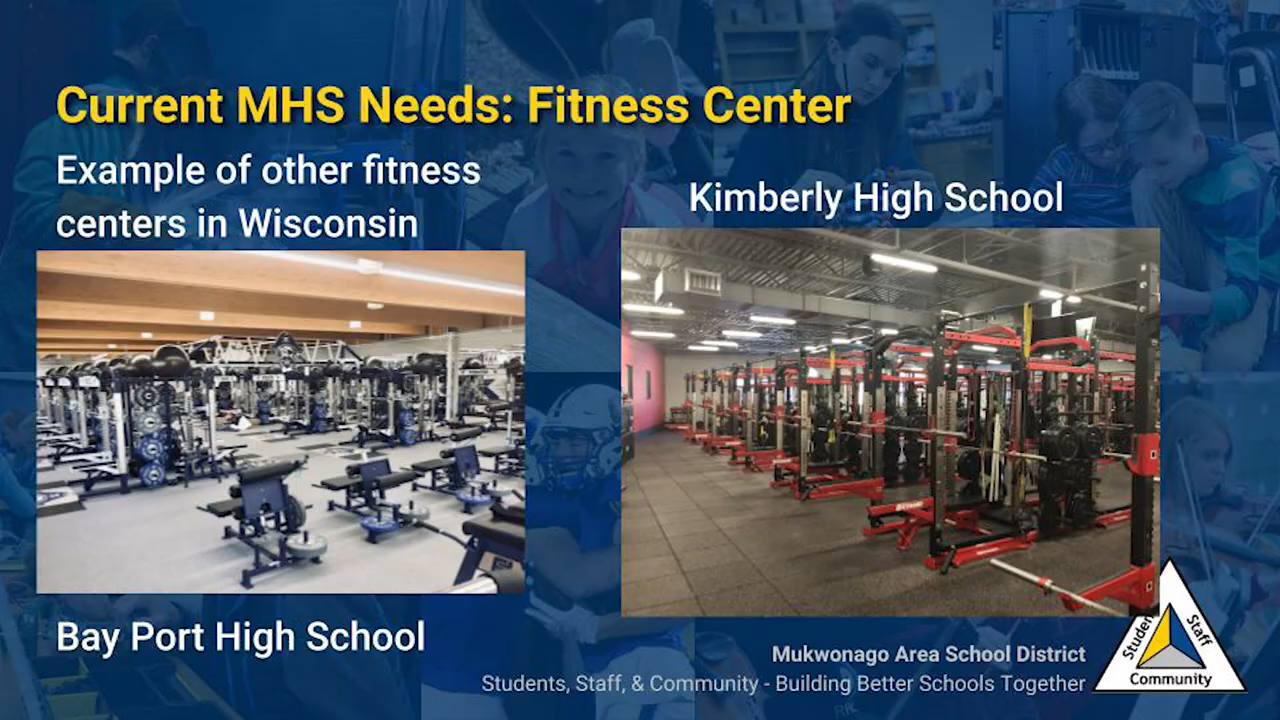 Current MHS Needs: Fitness Center
Example of other fitness
centers in Wisconsin
Kimberly High School
Bay Port High School
Mukwonago Area School District
Students, Staff, & Community - Building Better Schools Together
Student
Staff
Community